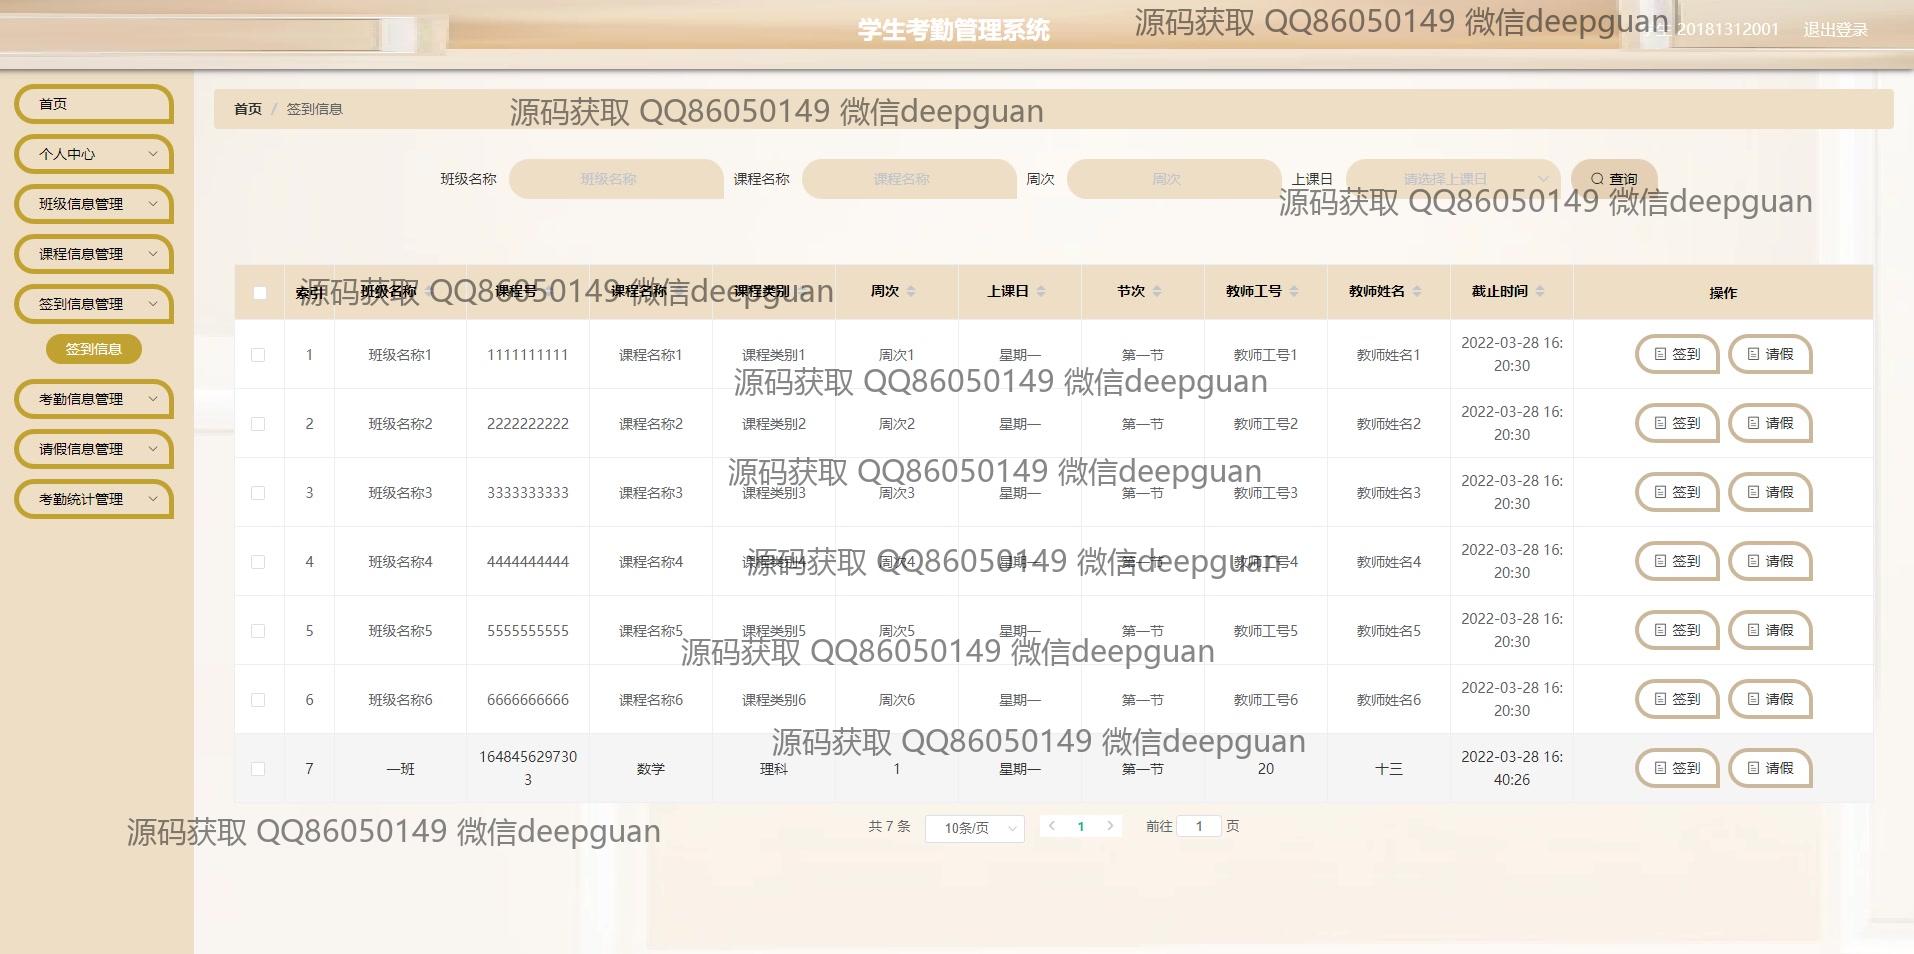 学生考勤管理系统
源码获取 QQ86050149 微信deepguan
20181312001 退出登录
首页
个人中心
班级信息管理
课程信息管理
签到信息管理
签到信息
考勤信息管理
请假信息管理
考勤统计管理
首页 / 签到信息
源码获取 QQ86050149 微信deepguan
班级名称 班级名称 课程名称 课程名称 周次 周次 上课日 请选择上课日 查询
源码获取 QQ86050149 微信deepguan
源码获取 QQ86050149 微信deepguan
索引 班级名称 课程号 课程名称 课程类别 周次 上课日 节次 教师工号 教师姓名 截止时间 操作
1 班级名称1 1111111111 课程名称1 课程类别1 周次1 星期一 第一节 教师工号1 教师姓名1 2022-03-28 16:20:30 签到 请假
源码获取 QQ86050149 微信deepguan
2 班级名称2 2222222222 课程名称2 课程类别2 周次2 星期一 第一节 教师工号2 教师姓名2 2022-03-28 16:20:30 签到 请假
源码获取 QQ86050149 微信deepguan
3 班级名称3 3333333333 课程名称3 课程类别3 周次3 星期一 第一节 教师工号3 教师姓名3 2022-03-28 16:20:30 签到 请假
源码获取 QQ86050149 微信deepguan
4 班级名称4 4444444444 课程名称4 课程类别4 周次4 星期一 第一节 教师工号4 教师姓名4 2022-03-28 16:20:30 签到 请假
5 班级名称5 5555555555 课程名称5 课程类别5 周次5 星期一 第一节 教师工号5 教师姓名5 2022-03-28 16:20:30 签到 请假
源码获取 QQ86050149 微信deepguan
6 班级名称6 6666666666 课程名称6 课程类别6 周次6 星期一 第一节 教师工号6 教师姓名6 2022-03-28 16:20:30 签到 请假
源码获取 QQ86050149 微信deepguan
7 一班 1648456297303 数学 理科 1 星期一 第一节 20 十三 2022-03-28 16:40:26 签到 请假
共 7 条 10条/页 1 前往 1 页
源码获取 QQ86050149 微信deepguan